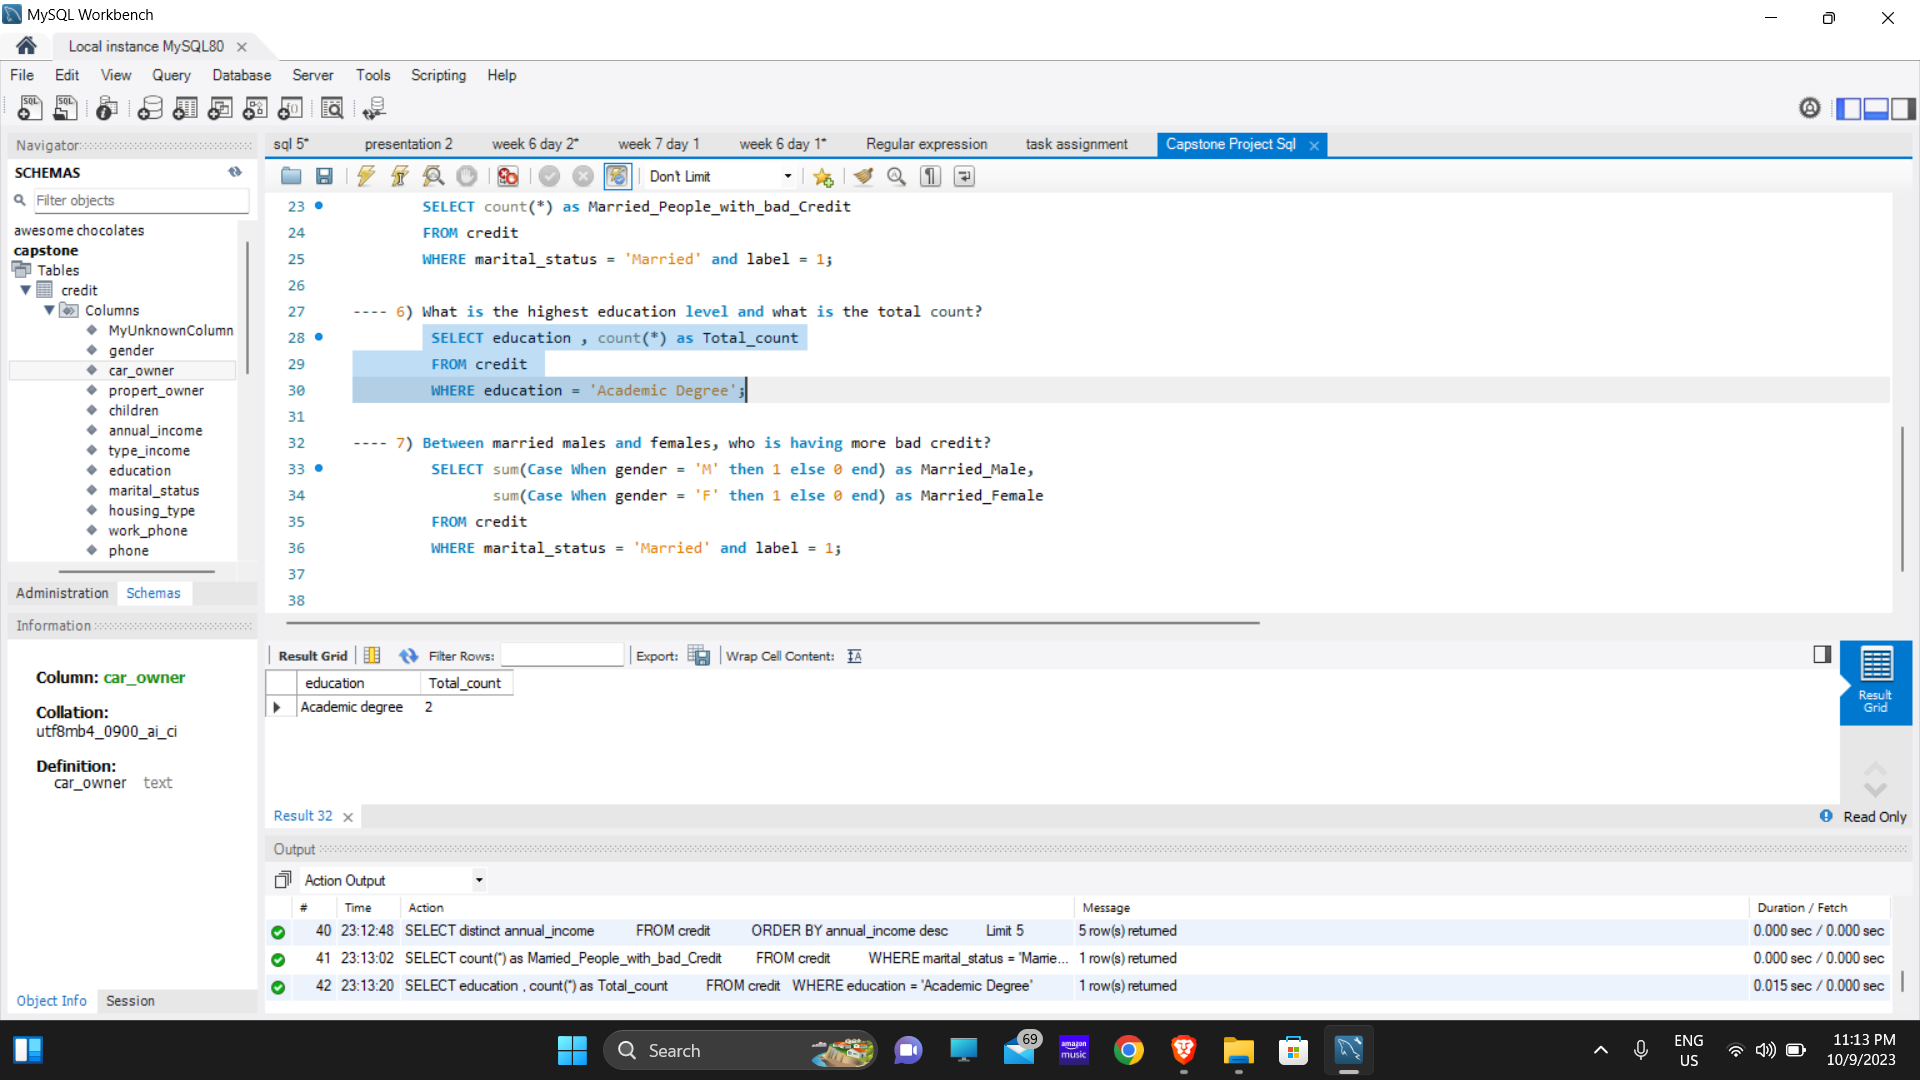 MySQL Workbench
Local instance MySQL80
File Edit View Query Database Server Tools Scripting Help
Navigator
SCHEMAS
Filter objects
awesome chocolates
capstone
Tables
credit
Columns
MyUnknownColumn
gender
car_owner
propert_owner
children
annual_income
type_income
education
marital_status
housing_type
work_phone
phone
Administration Schemas
Information
Column: car_owner
Collation:
utf8mb4_0900_ai_ci
Definition:
car_owner text
Object Info Session
sql 5* presentation 2 week 6 day 2* week 7 day 1 week 6 day 1* Regular expression task assignment Capstone Project Sql
Don't Limit
23 SELECT count(*) as Married_People_with_bad_Credit
24 FROM credit
25 WHERE marital_status = 'Married' and label = 1;
26
27 ---- 6) What is the highest education level and what is the total count?
28 SELECT education , count(*) as Total_count
29 FROM credit
30 WHERE education = 'Academic Degree';
31
32 ---- 7) Between married males and females, who is having more bad credit?
33 SELECT sum(Case When gender = 'M' then 1 else 0 end) as Married_Male,
34 sum(Case When gender = 'F' then 1 else 0 end) as Married_Female
35 FROM credit
36 WHERE marital_status = 'Married' and label = 1;
37
38
Result Grid Filter Rows: Export: Wrap Cell Content:
education Total_count
Academic degree 2
Result Grid
Result 32
Read Only
Output
Action Output
# Time Action Message Duration / Fetch
40 23:12:48 SELECT distinct annual_income FROM credit ORDER BY annual_income desc Limit 5 5 row(s) returned 0.000 sec / 0.000 sec
41 23:13:02 SELECT count(*) as Married_People_with_bad_Credit FROM credit WHERE marital_status = 'Marrie... 1 row(s) returned 0.000 sec / 0.000 sec
42 23:13:20 SELECT education , count(*) as Total_count FROM credit WHERE education = 'Academic Degree' 1 row(s) returned 0.015 sec / 0.000 sec
Search
69
amazon music
ENG
US
11:13 PM
10/9/2023